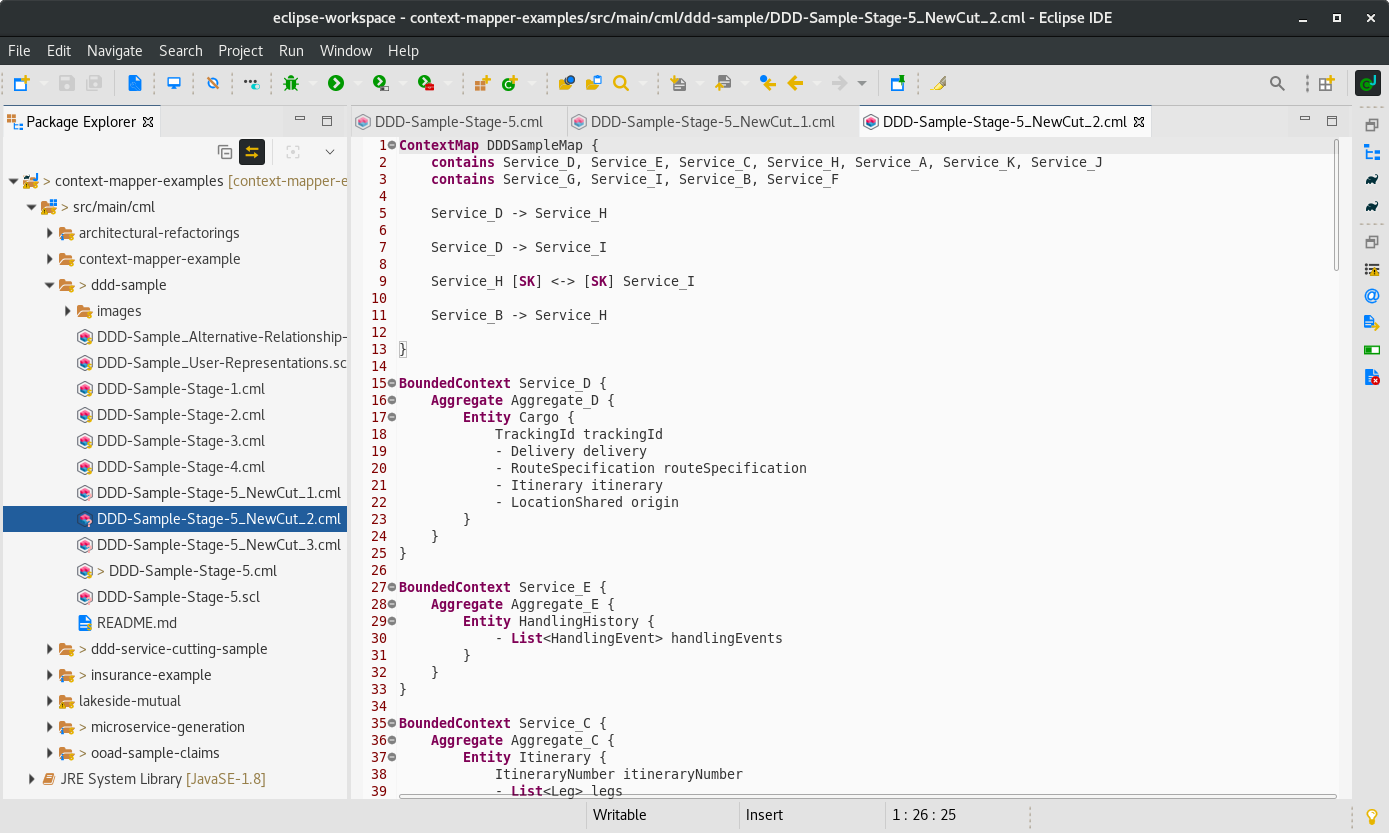 eclipse-workspace - context-mapper-examples/src/main/cml/ddd-sample/DDD-Sample-Stage-5_NewCut_2.cml - Eclipse IDE
File Edit Navigate Search Project Run Window Help
Package Explorer
> context-mapper-examples [context-mapper-e
> src/main/cml
architectural-refactorings
context-mapper-example
> ddd-sample
images
DDD-Sample_Alternative-Relationship-
DDD-Sample_User-Representations.sc
DDD-Sample-Stage-1.cml
DDD-Sample-Stage-2.cml
DDD-Sample-Stage-3.cml
DDD-Sample-Stage-4.cml
DDD-Sample-Stage-5_NewCut_1.cml
DDD-Sample-Stage-5_NewCut_2.cml
DDD-Sample-Stage-5_NewCut_3.cml
> DDD-Sample-Stage-5.cml
DDD-Sample-Stage-5.scl
README.md
> ddd-service-cutting-sample
> insurance-example
lakeside-mutual
> microservice-generation
> ooad-sample-claims
JRE System Library [JavaSE-1.8]
DDD-Sample-Stage-5.cml DDD-Sample-Stage-5_NewCut_1.cml DDD-Sample-Stage-5_NewCut_2.cml
1 ContextMap DDDSampleMap {
2 contains Service_D, Service_E, Service_C, Service_H, Service_A, Service_K, Service_J
3 contains Service_G, Service_I, Service_B, Service_F
4
5 Service_D -> Service_H
6
7 Service_D -> Service_I
8
9 Service_H [SK] <-> [SK] Service_I
10
11 Service_B -> Service_H
12
13 }
14
15 BoundedContext Service_D {
16 Aggregate Aggregate_D {
17 Entity Cargo {
18 TrackingId trackingId
19 - Delivery delivery
20 - RouteSpecification routeSpecification
21 - Itinerary itinerary
22 - LocationShared origin
23 }
24 }
25 }
26
27 BoundedContext Service_E {
28 Aggregate Aggregate_E {
29 Entity HandlingHistory {
30 - List<HandlingEvent> handlingEvents
31 }
32 }
33 }
34
35 BoundedContext Service_C {
36 Aggregate Aggregate_C {
37 Entity Itinerary {
38 ItineraryNumber itineraryNumber
39 - List<Leg> legs
Writable Insert 1 : 26 : 25